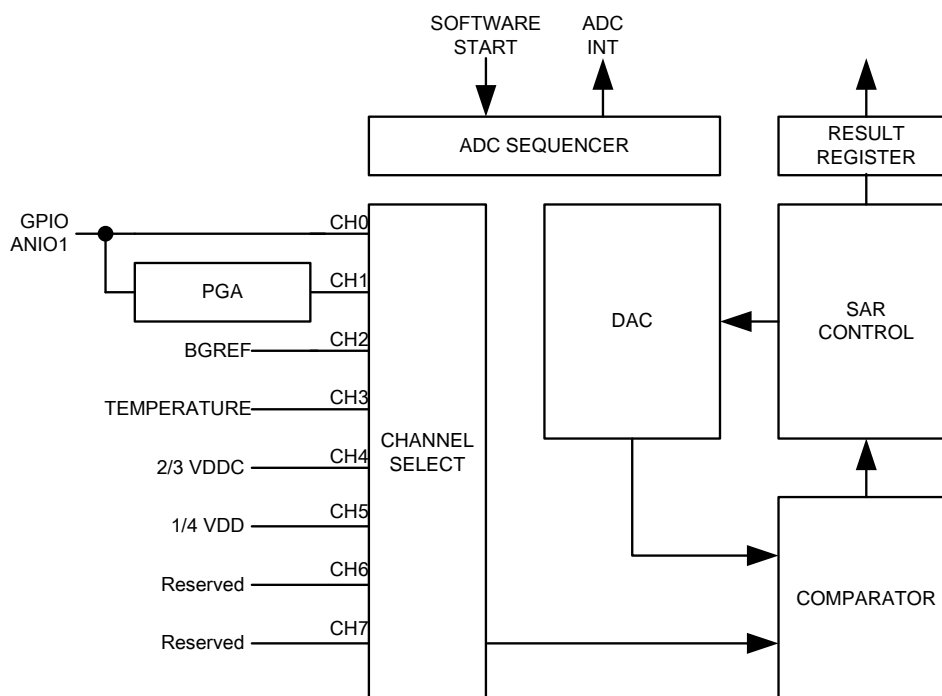 SOFTWARE
START
ADC
INT
ADC SEQUENCER
RESULT
REGISTER
GPIO
ANIO1
CH0
PGA
CH1
BGREF
CH2
TEMPERATURE
CH3
2/3 VDDC
CH4
1/4 VDD
CH5
Reserved
CH6
Reserved
CH7
CHANNEL
SELECT
DAC
SAR
CONTROL
COMPARATOR